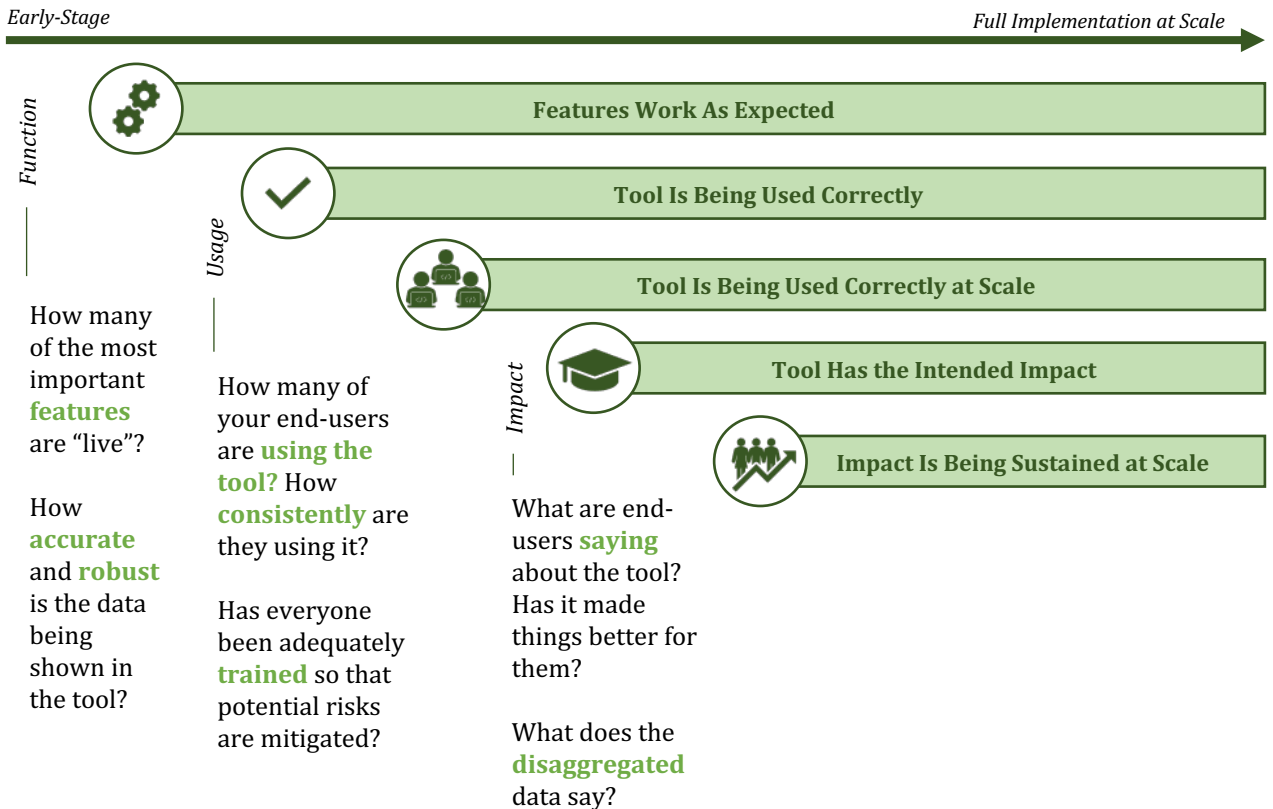 Early-Stage
Full Implementation at Scale
Function
Features Work As Expected
Tool Is Being Used Correctly
Usage
Tool Is Being Used Correctly at Scale
Impact
Tool Has the Intended Impact
Impact Is Being Sustained at Scale
How many
of the most
important
features
are “live”?
How
accurate
and robust
is the data
being
shown in
the tool?
How many of
your end-users
are using the
tool? How
consistently are
they using it?
Has everyone
been adequately
trained so that
potential risks
are mitigated?
What are end-
users saying
about the tool?
Has it made
things better for
them?
What does the
disaggregated
data say?